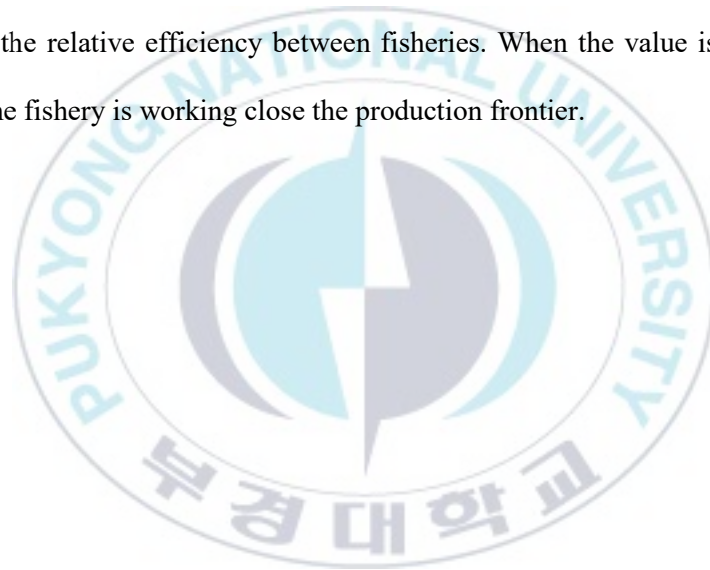 the relative efficiency between fisheries. When the value is
fishery is working close the production frontier.
PUKYONG NATIONAL UNIVERSITY
부경대학교